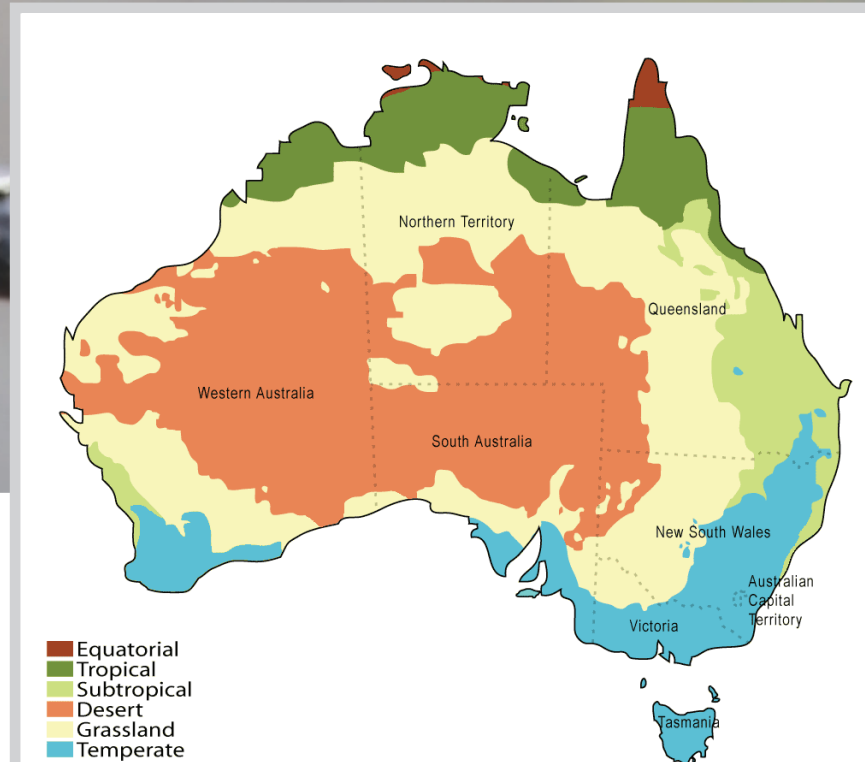 Northern Territory
Queensland
Western Australia
South Australia
New South Wales
Australian
Capital
Territory
Victoria
Tasmania
Equatorial
Tropical
Subtropical
Desert
Grassland
Temperate